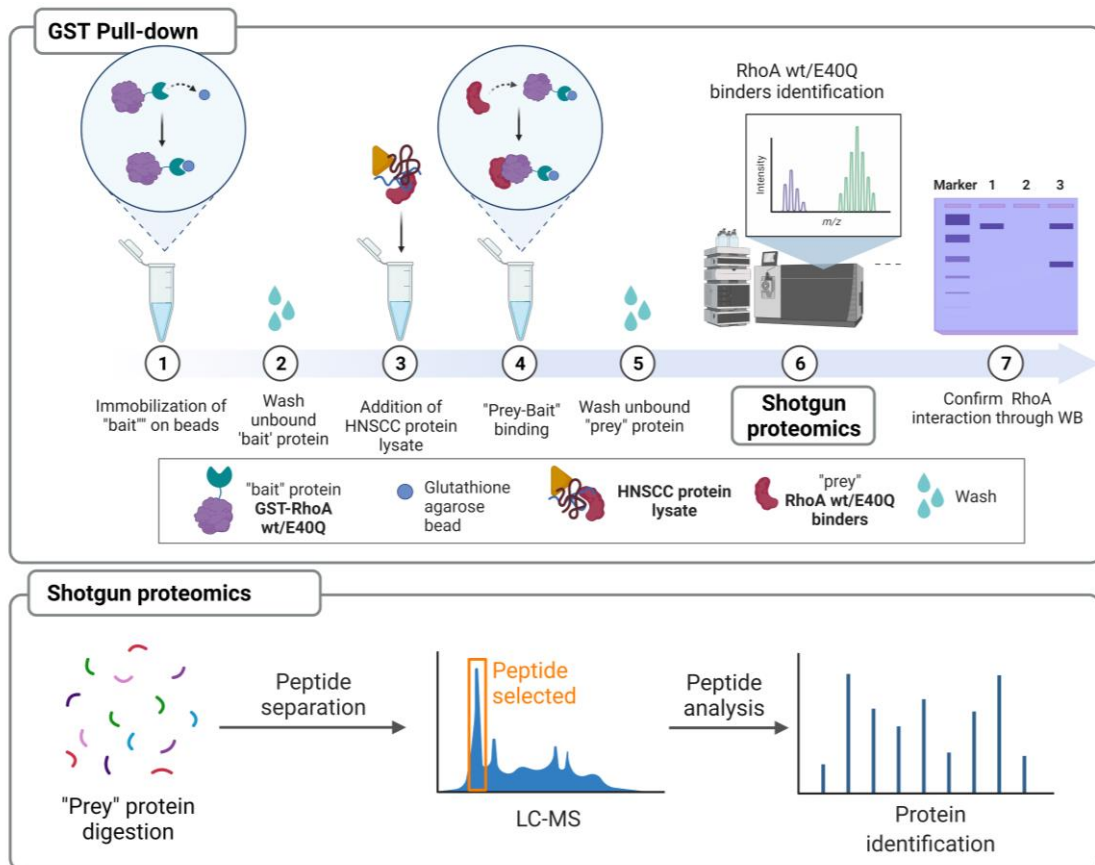 GST Pull-down
RhoA wt/E40Q
binders identification
Intensity
m/z
Marker 1 2 3
1
2
3
4
5
6
7
Immobilization of
"bait"" on beads
Wash
unbound
'bait' protein
Addition of
HNSCC protein
lysate
"Prey-Bait"
binding
Wash unbound
"prey" protein
Shotgun
proteomics
Confirm RhoA
interaction through WB
"bait" protein
GST-RhoA
wt/E40Q
Glutathione
agarose
bead
HNSCC protein
lysate
"prey"
RhoA wt/E40Q
binders
Wash
Shotgun proteomics
"Prey" protein
digestion
Peptide
separation
Peptide
selected
LC-MS
Peptide
analysis
Protein
identification